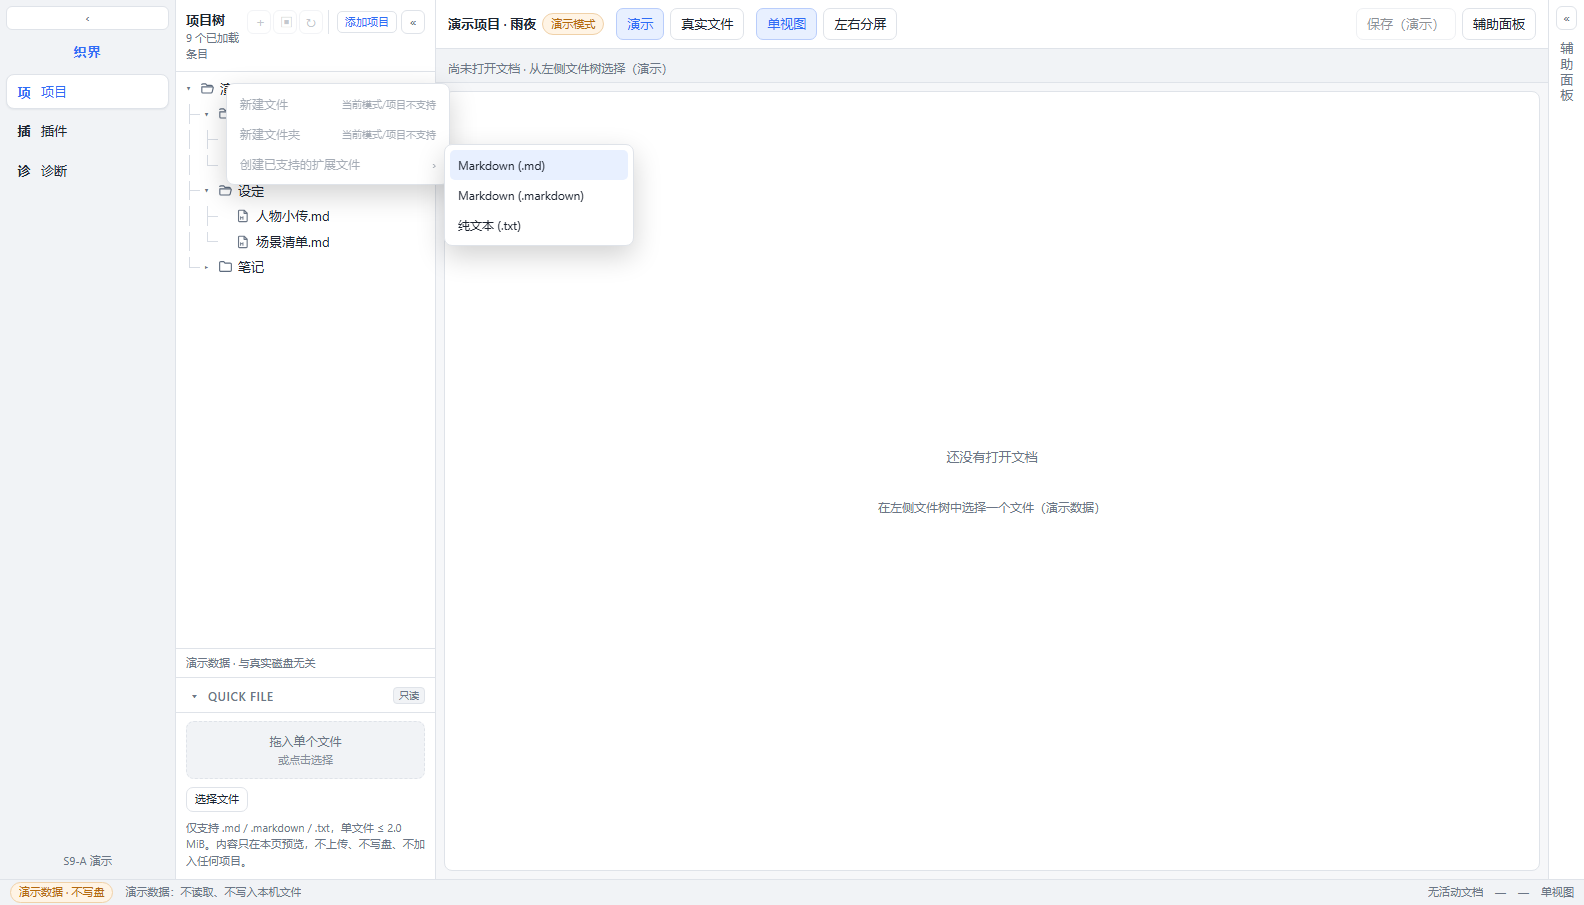 ‹
织界
项 项目
插 插件
诊 诊断
S9-A 演示
项目树
9 个已加载
条目
添加项目
«
新建文件 当前模式/项目不支持
新建文件夹 当前模式/项目不支持
创建已支持的扩展文件 ›
Markdown (.md)
Markdown (.markdown)
纯文本 (.txt)
设定
人物小传.md
场景清单.md
笔记
演示数据 · 与真实磁盘无关
QUICK FILE 只读
拖入单个文件
或点击选择
选择文件
仅支持 .md / .markdown / .txt，单文件 ≤ 2.0
MiB。内容只在本页预览，不上传、不写盘、不加
入任何项目。
演示项目 · 雨夜 演示模式 演示 真实文件 单视图 左右分屏 保存（演示） 辅助面板
尚未打开文档 · 从左侧文件树选择（演示）
还没有打开文档
在左侧文件树中选择一个文件（演示数据）
«
辅
助
面
板
演示数据 · 不写盘 演示数据：不读取、不写入本机文件 无活动文档 — — 单视图